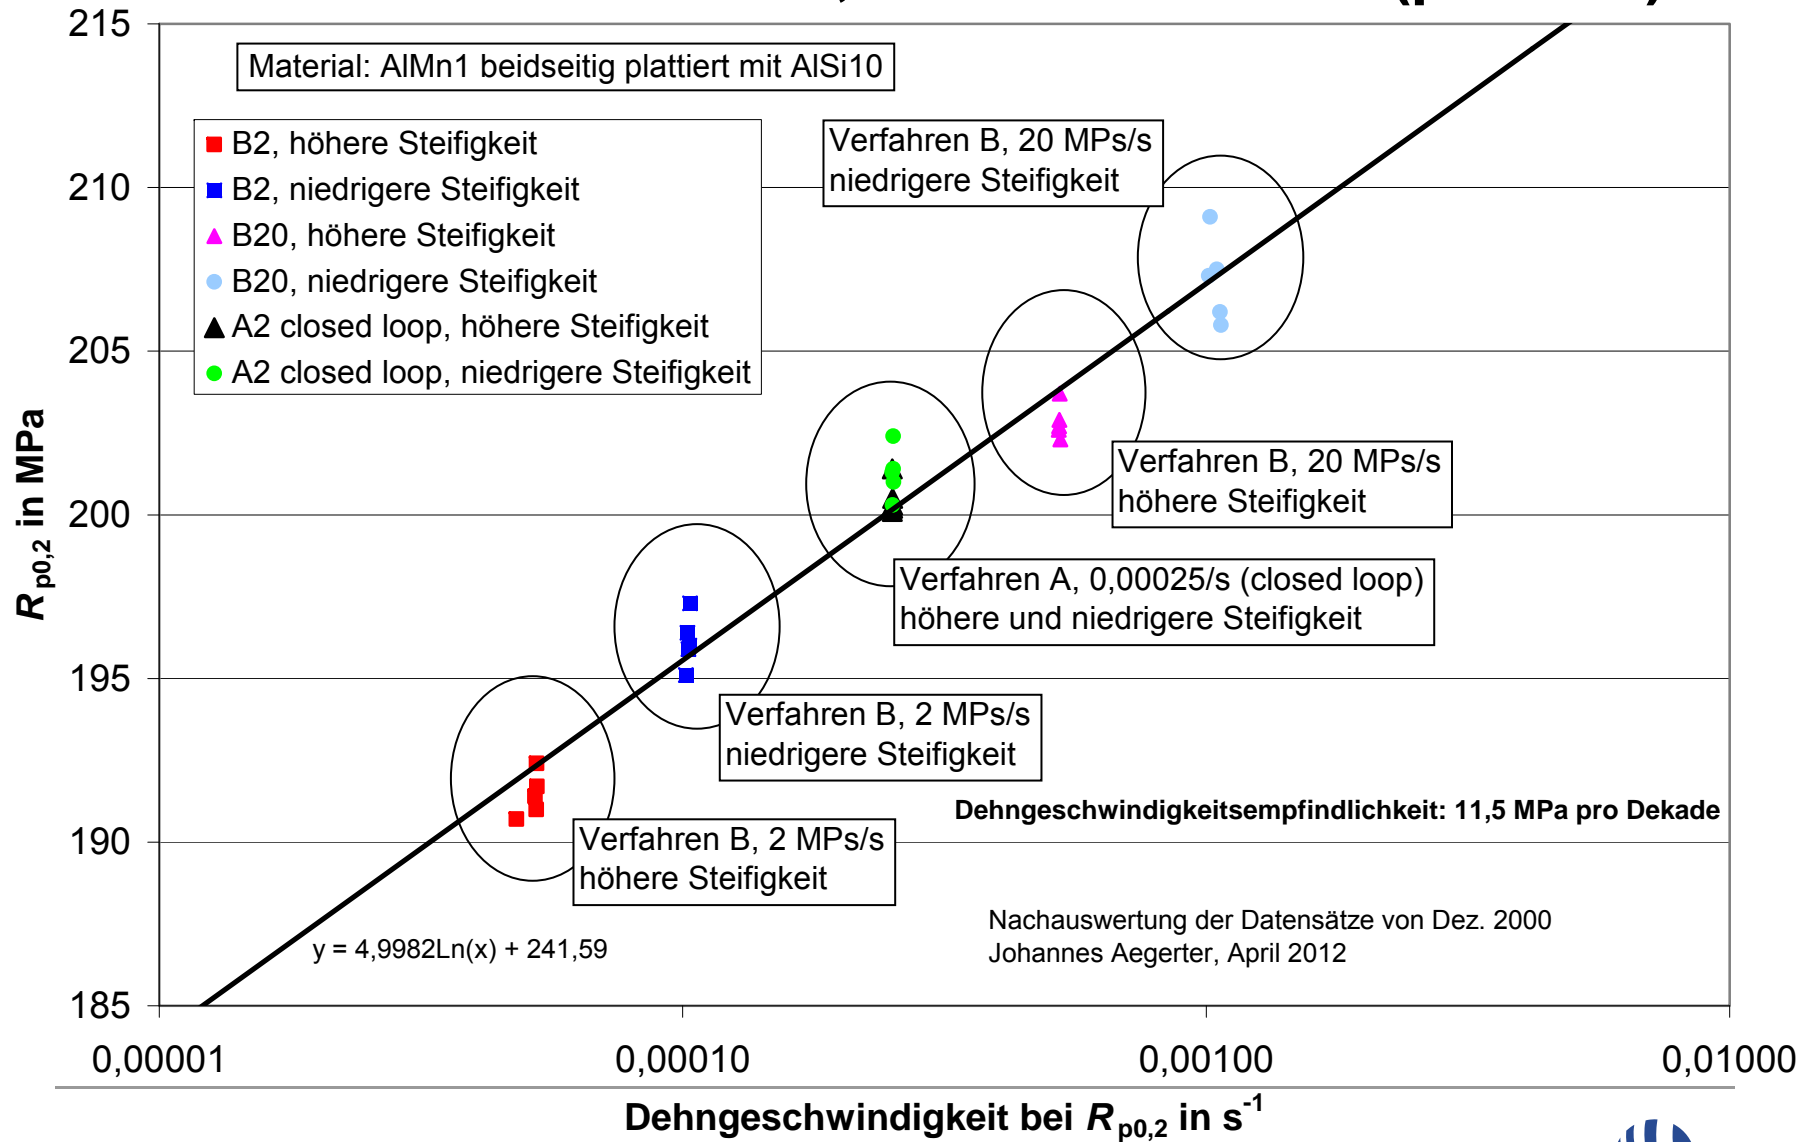 215
210
205
200
195
190
185
R p0,2 in MPa
Material: AlMn1 beidseitig plattiert mit AlSi10
B2, höhere Steifigkeit
B2, niedrigere Steifigkeit
B20, höhere Steifigkeit
B20, niedrigere Steifigkeit
A2 closed loop, höhere Steifigkeit
A2 closed loop, niedrigere Steifigkeit
Verfahren B, 20 MPs/s
niedrigere Steifigkeit
Verfahren B, 20 MPs/s
höhere Steifigkeit
Verfahren A, 0,00025/s (closed loop)
höhere und niedrigere Steifigkeit
Verfahren B, 2 MPs/s
niedrigere Steifigkeit
Verfahren B, 2 MPs/s
höhere Steifigkeit
Dehngeschwindigkeitsempfindlichkeit: 11,5 MPa pro Dekade
Nachauswertung der Datensätze von Dez. 2000
Johannes Aegerter, April 2012
y = 4,9982Ln(x) + 241,59
0,00001 0,00010 0,00100 0,01000
Dehngeschwindigkeit bei R p0,2 in s-1